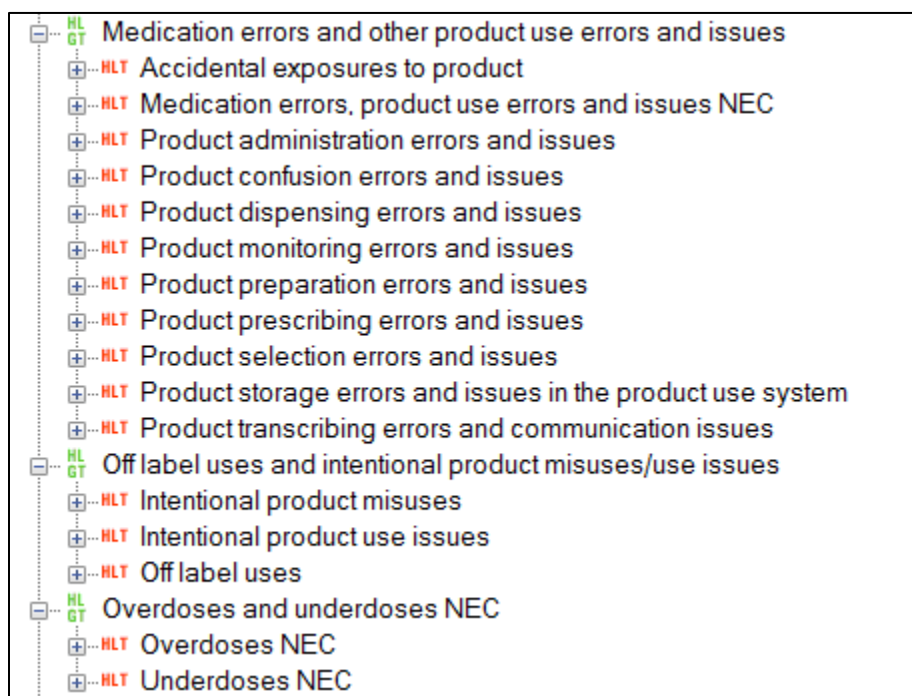 HLGT Medication errors and other product use errors and issues
HLT Accidental exposures to product
HLT Medication errors, product use errors and issues NEC
HLT Product administration errors and issues
HLT Product confusion errors and issues
HLT Product dispensing errors and issues
HLT Product monitoring errors and issues
HLT Product preparation errors and issues
HLT Product prescribing errors and issues
HLT Product selection errors and issues
HLT Product storage errors and issues in the product use system
HLT Product transcribing errors and communication issues
HLGT Off label uses and intentional product misuses/use issues
HLT Intentional product misuses
HLT Intentional product use issues
HLT Off label uses
HLGT Overdoses and underdoses NEC
HLT Overdoses NEC
HLT Underdoses NEC